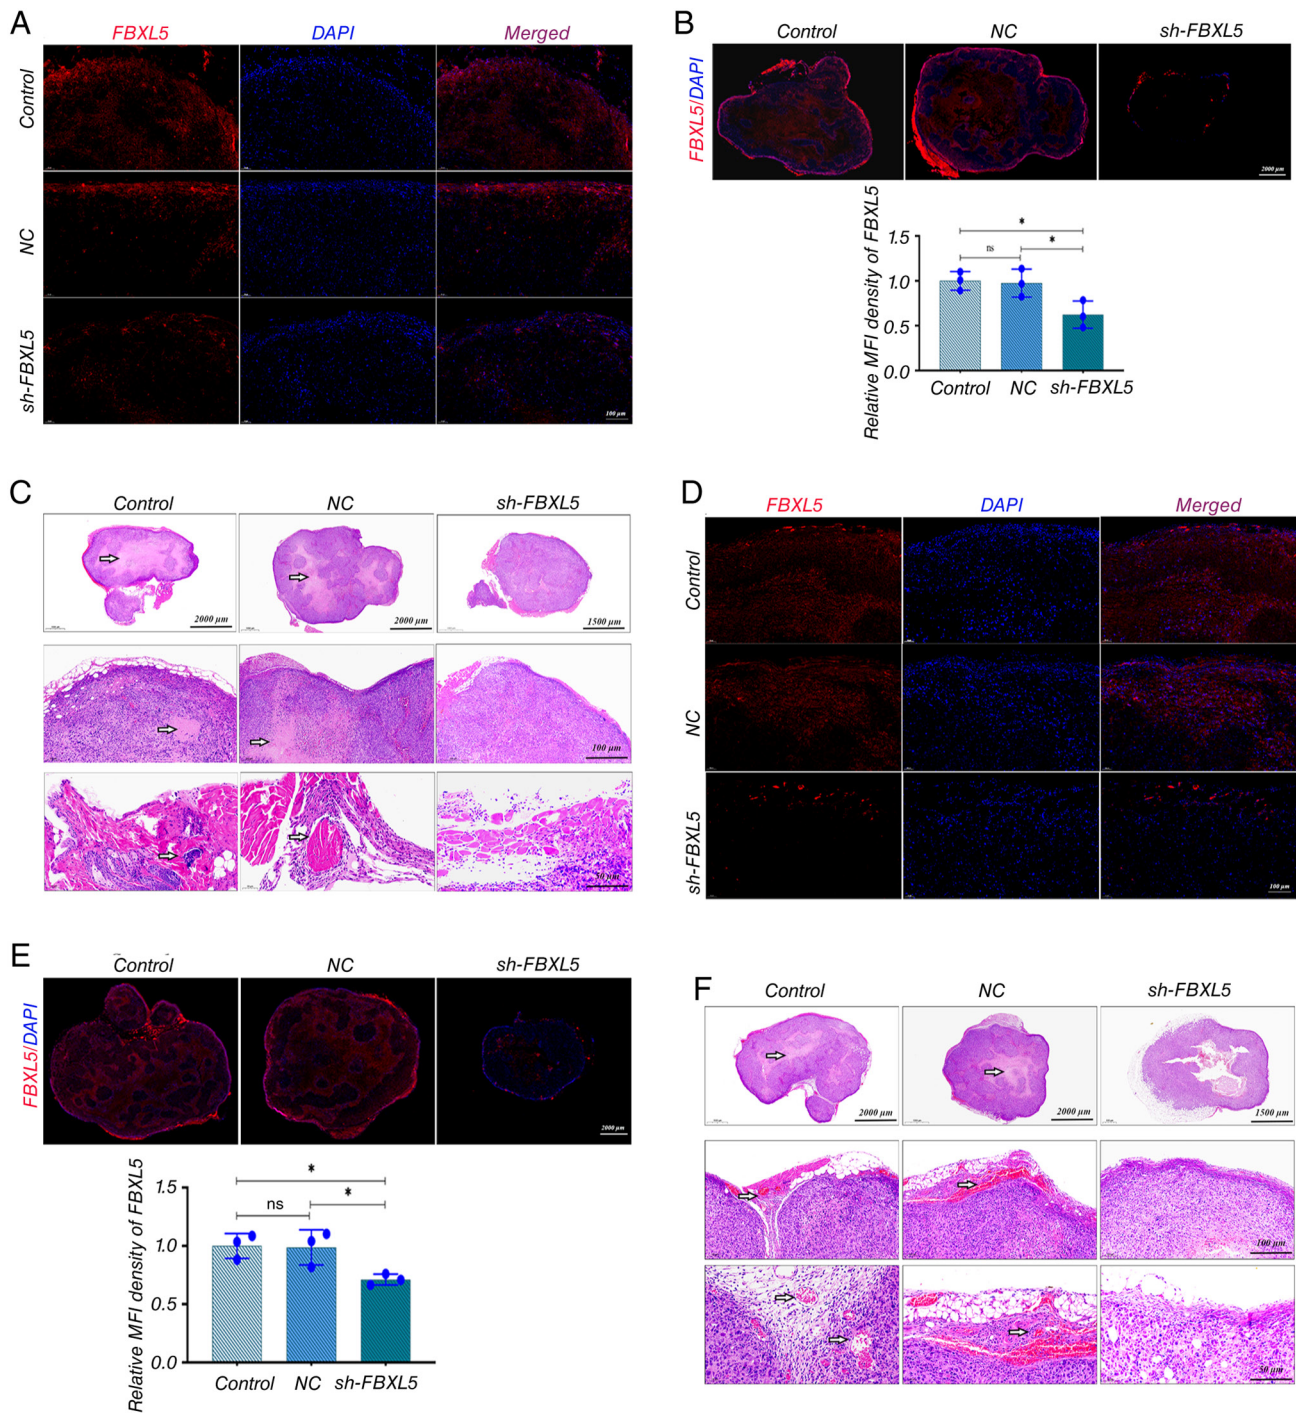 A
FBXL5 DAPI Merged
Control
NC
sh-FBXL5
100 µm
B
Control NC sh-FBXL5
FBXL5/DAPI
2000 µm
Relative MFI density of FBXL5
1.5
1.0
0.5
0.0
*
ns *
Control NC sh-FBXL5
C
Control NC sh-FBXL5
2000 µm 2000 µm 1500 µm
100 µm
50 µm
D
FBXL5 DAPI Merged
Control
NC
sh-FBXL5
100 µm
E
Control NC sh-FBXL5
FBXL5/DAPI
2000 µm
Relative MFI density of FBXL5
1.5
1.0
0.5
0.0
*
ns *
Control NC sh-FBXL5
F
Control NC sh-FBXL5
2000 µm 2000 µm 1500 µm
100 µm
50 µm